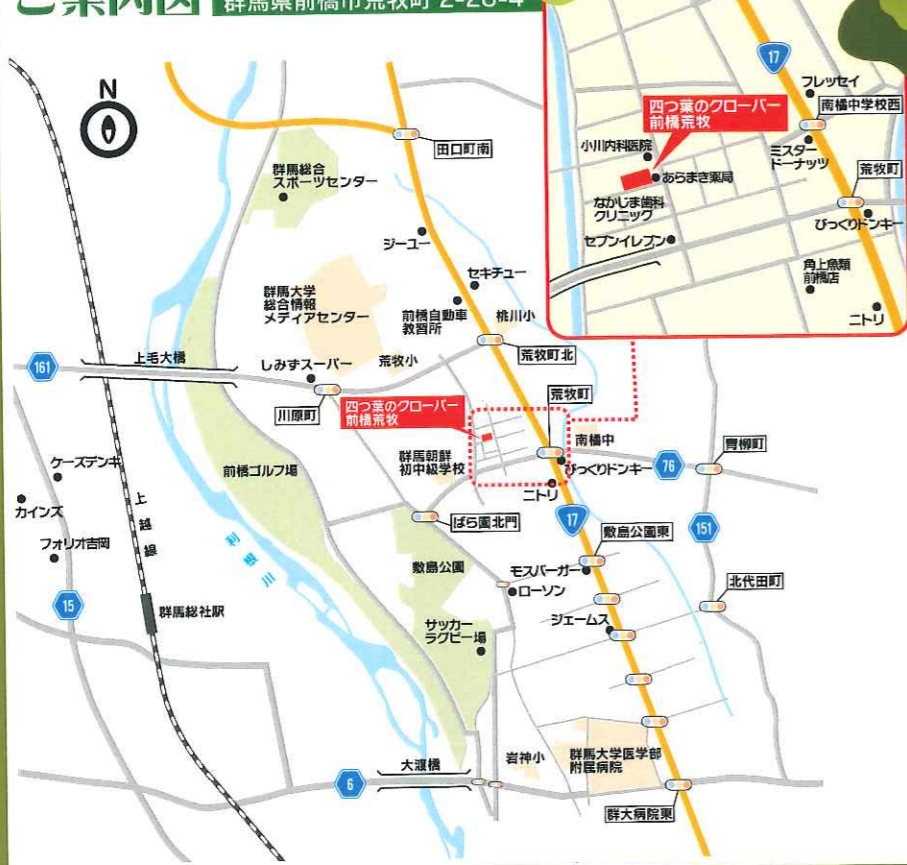 ご案内図 群馬県前橋市荒牧町 2-28-4
N
田口町南
群馬総合
スポーツセンター
ジーユー
セキチュー
群馬大学
総合情報
メディアセンター
前橋自動車
教習所
桃川小
荒牧町北
161
上毛大橋
しみずスーパー
荒牧小
川原町
四つ葉のクローバー
前橋荒牧
荒牧町
南橘中
群馬朝鮮
初中級学校
びっくりドンキー
76
青柳町
ニトリ
17
151
ケーズデンキ
カインズ
フォリオ吉岡
上越線
前橋ゴルフ場
利根川
ばら園北門
敷島公園
敷島公園東
モスバーガー
ローソン
北代田町
ジェームス
15
群馬総社駅
サッカー
ラグビー場
6
大渡橋
岩神小
群馬大学医学部
附属病院
群大病院東
17
フレッセイ
四つ葉のクローバー
前橋荒牧
南橘中学校西
小川内科医院
ミスター
ドーナッツ
あらまき薬局
荒牧町
なかじま歯科
クリニック
びっくりドンキー
セブンイレブン
角上魚類
前橋店
ニトリ